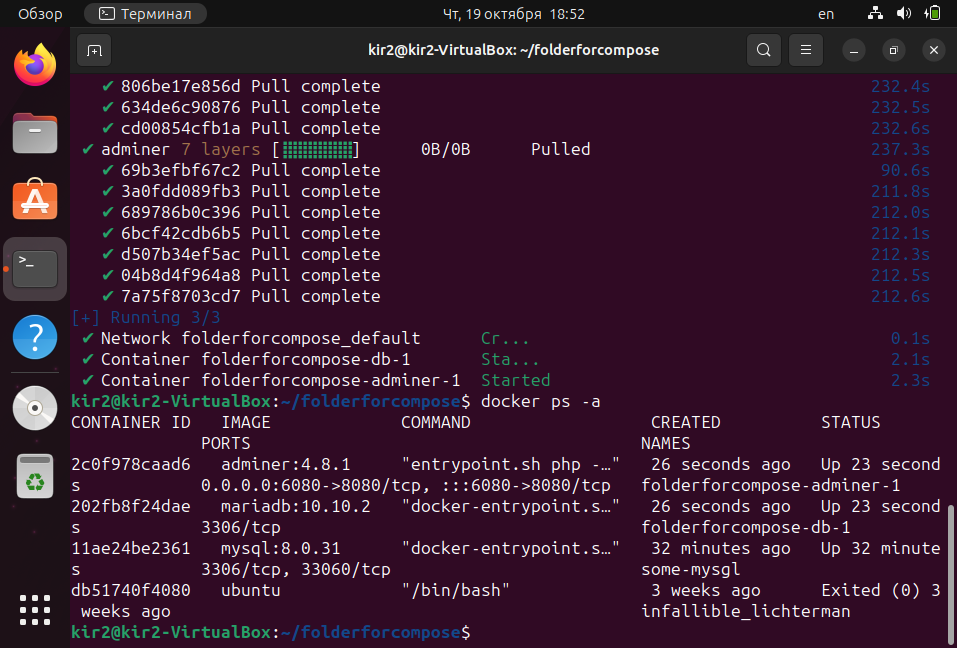 Обзор Терминал Чт, 19 октября 18:52 en
kir2@kir2-VirtualBox: ~/folderforcompose
✔ 806be17e856d Pull complete 232.4s
✔ 634de6c90876 Pull complete 232.5s
✔ cd00854cfb1a Pull complete 232.6s
✔ adminer 7 layers [⣿⣿⣿⣿⣿⣿⣿] 0B/0B Pulled 237.3s
✔ 69b3efbf67c2 Pull complete 90.6s
✔ 3a0fdd089fb3 Pull complete 211.8s
✔ 689786b0c396 Pull complete 212.0s
✔ 6bcf42cdb6b5 Pull complete 212.1s
✔ d507b34ef5ac Pull complete 212.3s
✔ 04b8d4f964a8 Pull complete 212.5s
✔ 7a75f8703cd7 Pull complete 212.6s
[+] Running 3/3
✔ Network folderforcompose_default Cr... 0.1s
✔ Container folderforcompose-db-1 Sta... 2.1s
✔ Container folderforcompose-adminer-1 Started 2.3s
kir2@kir2-VirtualBox:~/folderforcompose$ docker ps -a
CONTAINER ID IMAGE COMMAND CREATED STATUS
PORTS NAMES
2c0f978caad6 adminer:4.8.1 "entrypoint.sh php -…" 26 seconds ago Up 23 second
s 0.0.0.0:6080->8080/tcp, :::6080->8080/tcp folderforcompose-adminer-1
202fb8f24dae mariadb:10.10.2 "docker-entrypoint.s…" 26 seconds ago Up 23 second
s 3306/tcp folderforcompose-db-1
11ae24be2361 mysql:8.0.31 "docker-entrypoint.s…" 32 minutes ago Up 32 minute
s 3306/tcp, 33060/tcp some-mysgl
db51740f4080 ubuntu "/bin/bash" 3 weeks ago Exited (0) 3
weeks ago infallible_lichterman
kir2@kir2-VirtualBox:~/folderforcompose$